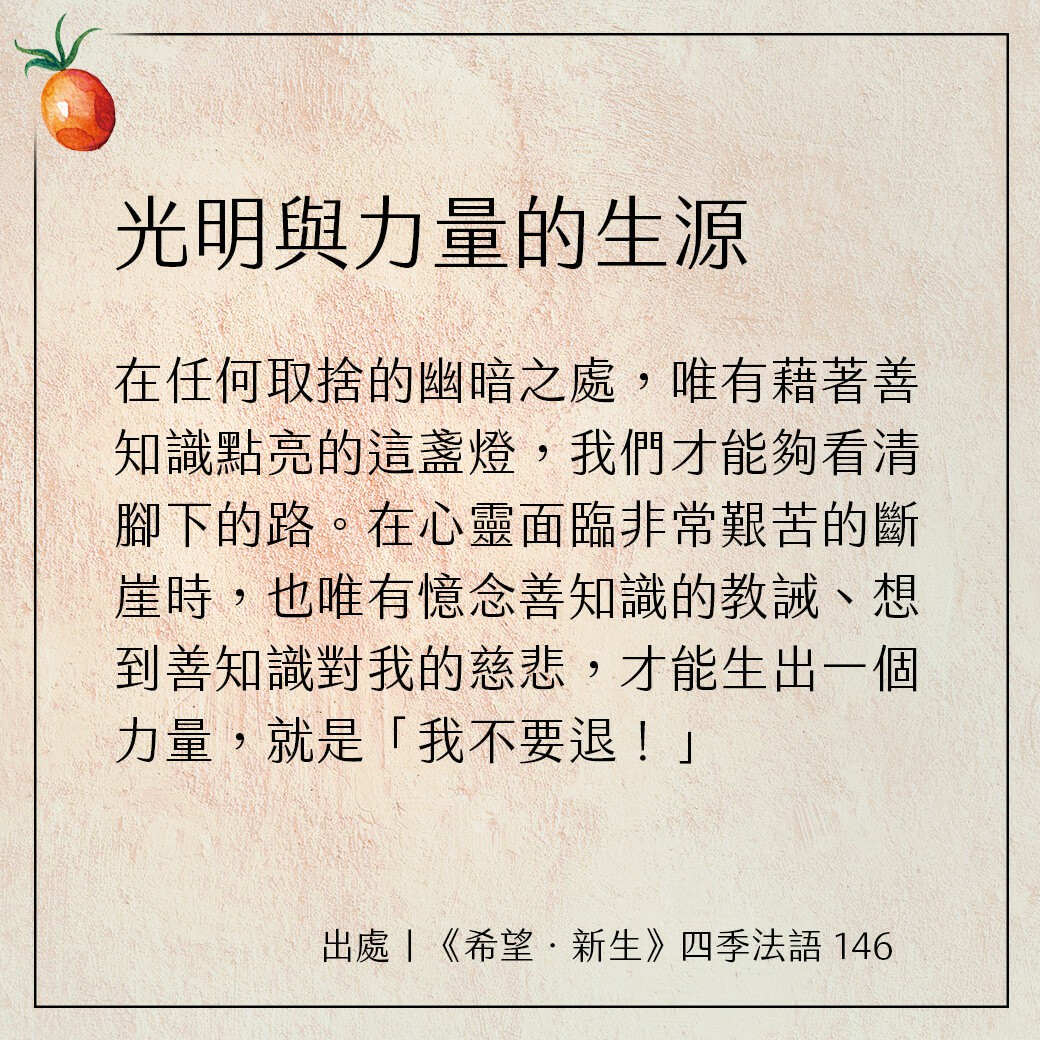 光明與力量的生源
在任何取捨的幽暗之處，唯有藉著善
知識點亮的這盞燈，我們才能夠看清
腳下的路。在心靈面臨非常艱苦的斷
崖時，也唯有憶念善知識的教誡、想
到善知識對我的慈悲，才能生出一個
力量，就是「我不要退！」
出處｜《希望．新生》四季法語 146